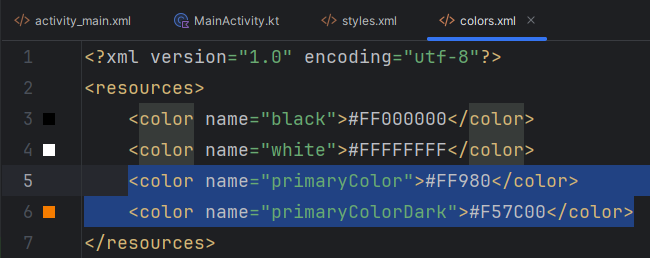 activity_main.xml MainActivity.kt styles.xml colors.xml
1 <?xml version="1.0" encoding="utf-8"?>
2 <resources>
3 <color name="black">#FF000000</color>
4 <color name="white">#FFFFFFFF</color>
5 <color name="primaryColor">#FF980</color>
6 <color name="primaryColorDark">#F57C00</color>
7 </resources>